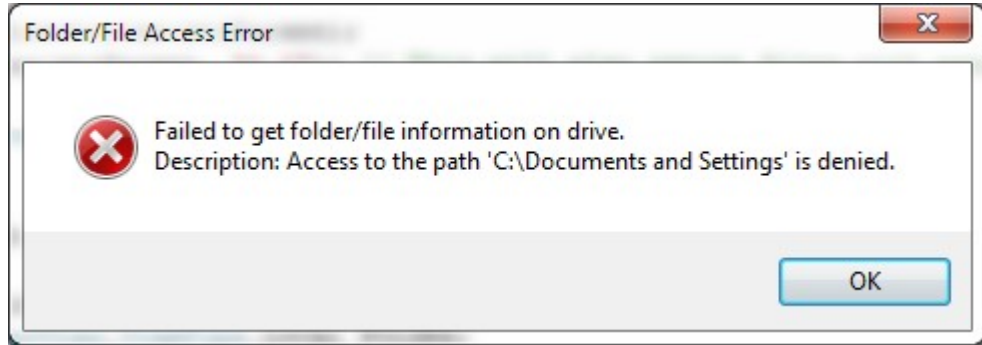 Folder/File Access Error
Failed to get folder/file information on drive.
Description: Access to the path 'C:\Documents and Settings' is denied.
OK